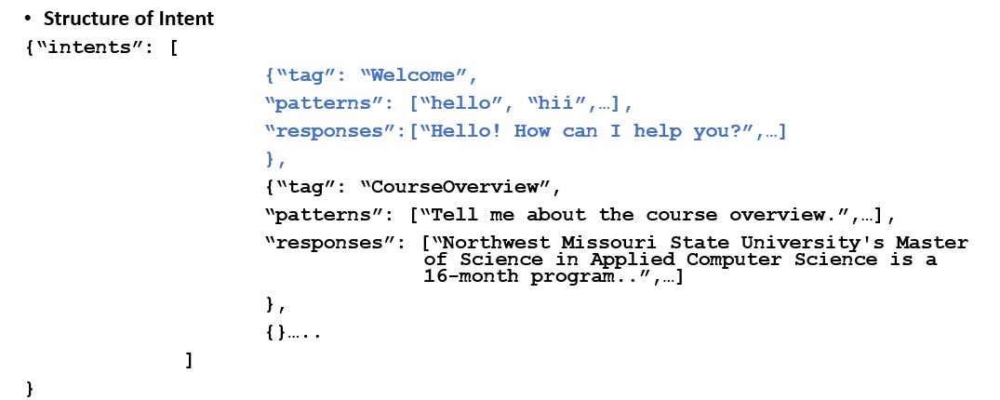 • Structure of Intent
{“intents”: [
{“tag”: “Welcome”,
“patterns”: [“hello”, “hii”,…],
“responses”:[“Hello! How can I help you?”,…]
},
{“tag”: “CourseOverview”,
“patterns”: [“Tell me about the course overview.”,…],
“responses”: [“Northwest Missouri State University's Master
of Science in Applied Computer Science is a
16-month program..”,…]
},
{}…..
]
}